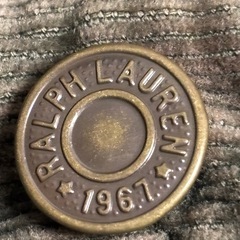 RALPH LAUREN
★ 1967 ★